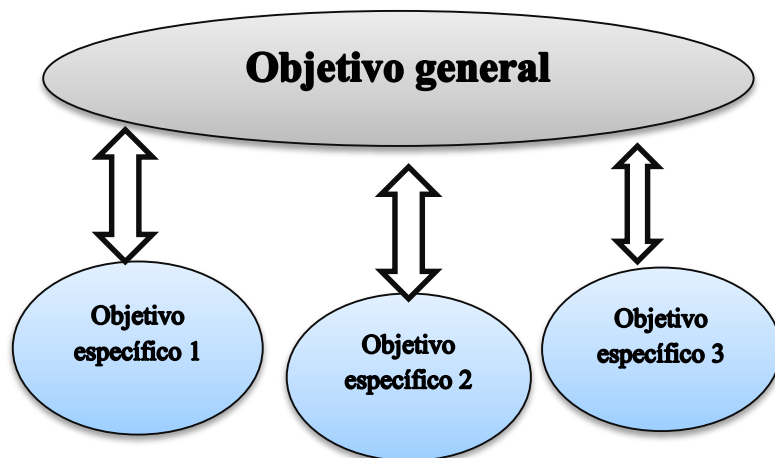 Objetivo general
Objetivo
específico 1
Objetivo
específico 2
Objetivo
específico 3